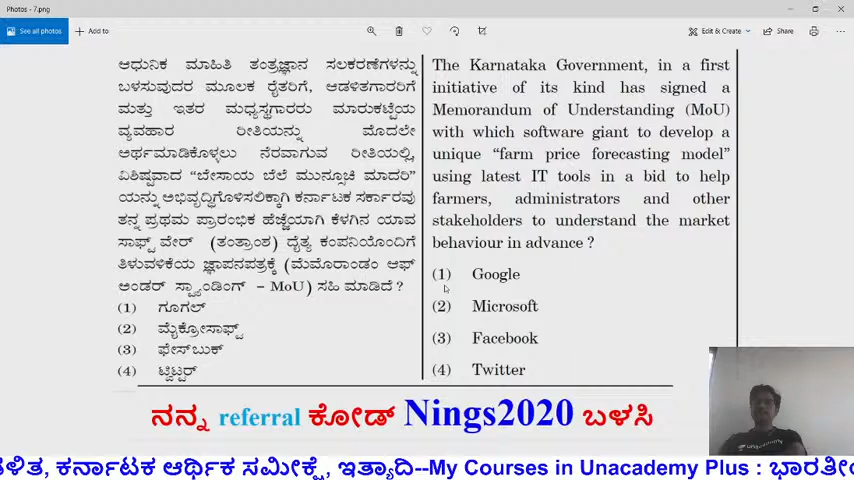 Photos - 7.png
See all photos
Add to
Edit & Create
Share
ಆಧುನಿಕ ಮಾಹಿತಿ ತಂತ್ರಜ್ಞಾನ ಸಲಕರಣೆಗಳನ್ನು
ಬಳಸುವುದರ ಮೂಲಕ ರೈತರಿಗೆ, ಆಡಳಿತಗಾರರಿಗೆ
ಮತ್ತು ಇತರ ಮಧ್ಯಸ್ಥಗಾರರು ಮಾರುಕಟ್ಟೆಯ
ವ್ಯವಹಾರ ರೀತಿಯನ್ನು ಮೊದಲೇ
ಅರ್ಥಮಾಡಿಕೊಳ್ಳಲು ನೆರವಾಗುವ ರೀತಿಯಲ್ಲಿ,
ವಿಶಿಷ್ಟವಾದ "ಬೇಸಾಯ ಬೆಲೆ ಮುನ್ಸೂಚಿ ಮಾದರಿ"
ಯನ್ನು ಅಭಿವೃದ್ಧಿಗೊಳಿಸಲಿಕ್ಕಾಗಿ ಕರ್ನಾಟಕ ಸರ್ಕಾರವು
ತನ್ನ ಪ್ರಥಮ ಪ್ರಾರಂಭಿಕ ಹೆಜ್ಜೆಯಾಗಿ ಕೆಳಗಿನ ಯಾವ
ಸಾಫ್ಟ್ ವೇರ್ (ತಂತ್ರಾಂಶ) ದೈತ್ಯ ಕಂಪನಿಯೊಂದಿಗೆ
ತಿಳುವಳಿಕೆಯ ಜ್ಞಾಪನಪತ್ರಕ್ಕೆ (ಮೆಮೊರಾಂಡಂ ಆಫ್
ಅಂಡರ್ ಸ್ಟ್ಯಾಂಡಿಂಗ್ - MoU) ಸಹಿ ಮಾಡಿದೆ ?
(1) ಗೂಗಲ್
(2) ಮೈಕ್ರೋಸಾಫ್ಟ್
(3) ಫೇಸ್‌ಬುಕ್
(4) ಟ್ವಿಟ್ಟರ್
The Karnataka Government, in a first
initiative of its kind has signed a
Memorandum of Understanding (MoU)
with which software giant to develop a
unique "farm price forecasting model"
using latest IT tools in a bid to help
farmers, administrators and other
stakeholders to understand the market
behaviour in advance ?
(1) Google
(2) Microsoft
(3) Facebook
(4) Twitter
ನನ್ನ referral ಕೋಡ್ Nings2020 ಬಳಸಿ
ಕರ್ನಾಟಕ ಆರ್ಥಿಕ ಸಮೀಕ್ಷೆ, ಇತ್ಯಾದಿ--My Courses in Unacademy Plus :